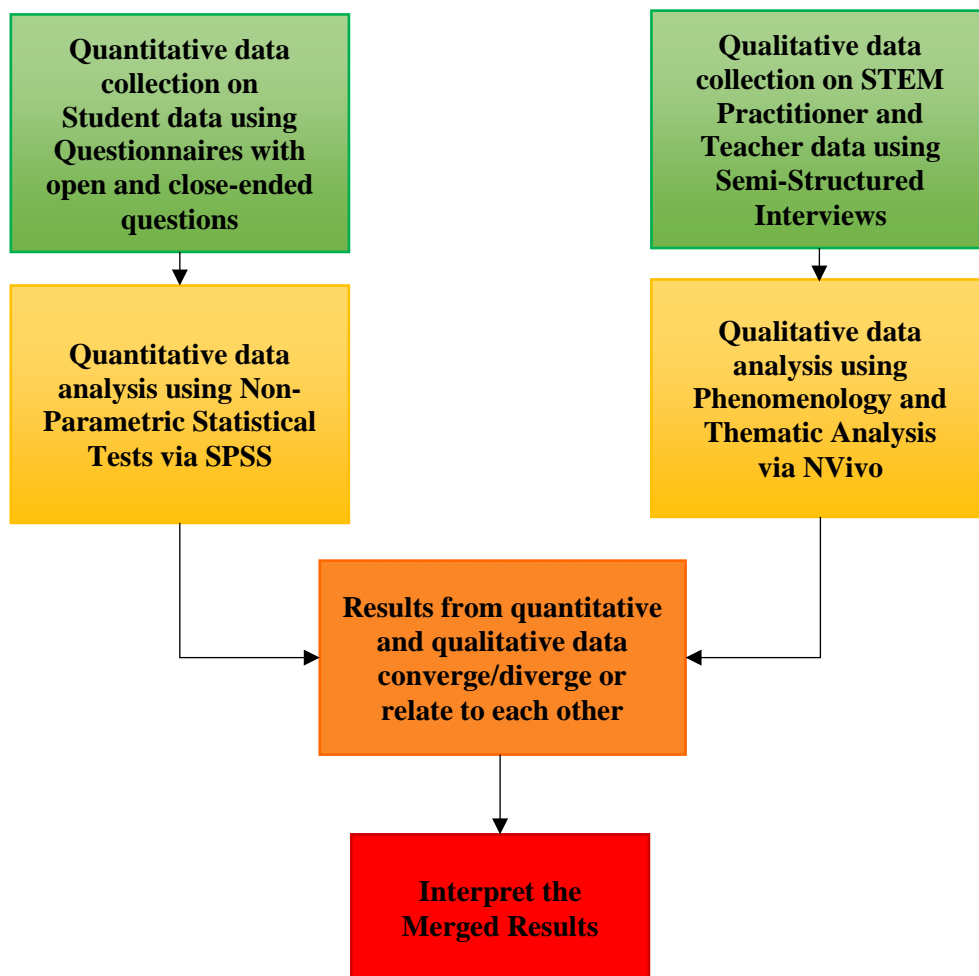 Quantitative data
collection on
Student data using
Questionnaires with
open and close-ended
questions
Qualitative data
collection on STEM
Practitioner and
Teacher data using
Semi-Structured
Interviews
Quantitative data
analysis using Non-
Parametric Statistical
Tests via SPSS
Qualitative data
analysis using
Phenomenology and
Thematic Analysis
via NVivo
Results from quantitative
and qualitative data
converge/diverge or
relate to each other
Interpret the
Merged Results